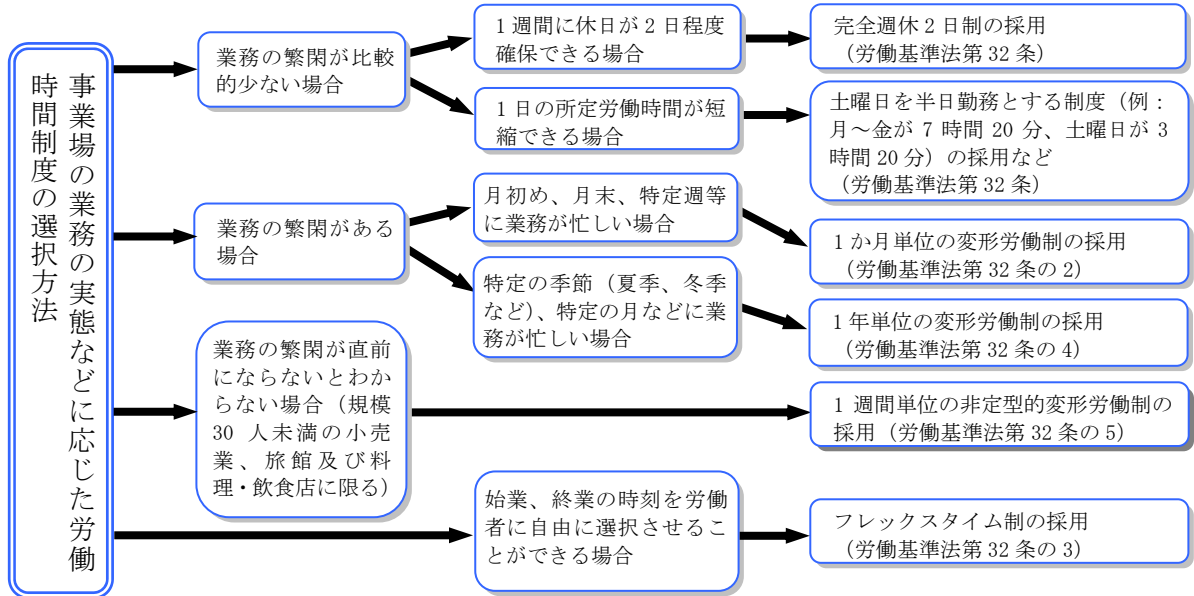 事業場の業務の実態などに応じた労働
時間制度の選択方法
業務の繁閑が比較
的少ない場合
1週間に休日が2日程度
確保できる場合
完全週休2日制の採用
（労働基準法第32条）
1日の所定労働時間が短
縮できる場合
土曜日を半日勤務とする制度（例：
月～金が7時間20分、土曜日が3
時間20分）の採用など
（労働基準法第32条）
業務の繁閑がある
場合
月初め、月末、特定週等
に業務が忙しい場合
1か月単位の変形労働制の採用
（労働基準法第32条の2）
特定の季節（夏季、冬季
など）、特定の月などに業
務が忙しい場合
1年単位の変形労働制の採用
（労働基準法第32条の4）
業務の繁閑が直前
にならないとわか
らない場合（規模
30人未満の小売
業、旅館及び料
理・飲食店に限る）
1週間単位の非定型的変形労働制の
採用（労働基準法第32条の5）
始業、終業の時刻を労働
者に自由に選択させるこ
とができる場合
フレックスタイム制の採用
（労働基準法第32条の3）